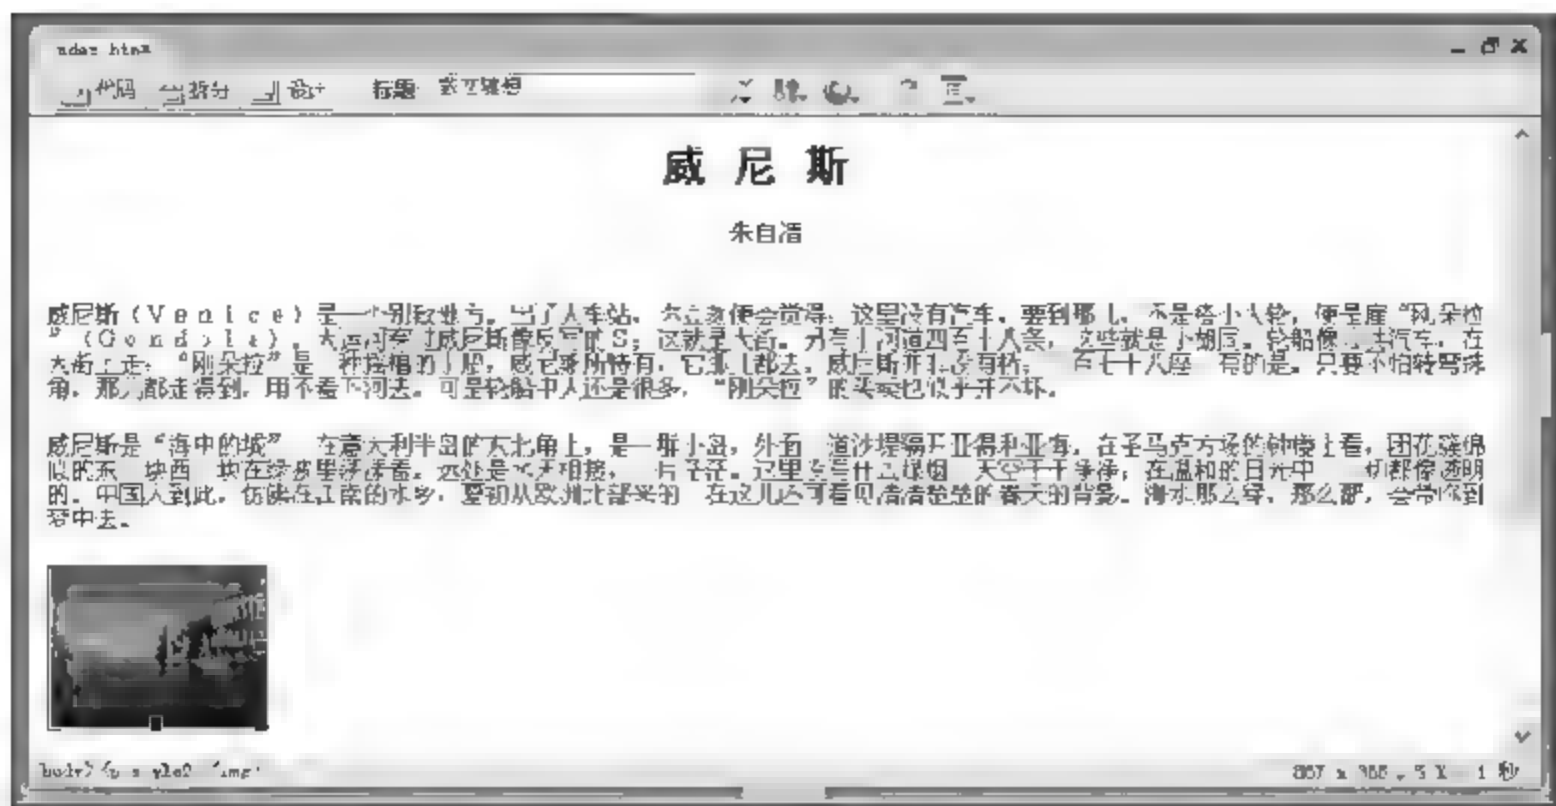 代码 拆分 设计 标题
威尼斯
朱自清
威尼斯（Venice）是一个别致地方。出了火车站，你立刻便会觉得；这里没有汽车，要到那儿，不是搭小火轮，便是雇“刚朵拉
”（Gondola）。大运河穿过威尼斯像反写的S；这就是大街。另有小河道四百十八条，这些就是小胡同。轮船像公共汽车，在
大街上走；“刚朵拉”是一种摇橹的小船，威尼斯所特有，它那儿都去。威尼斯并非没有桥；三百七十八座，有的是。只要不怕转弯抹
角，那儿都走得到，用不着下河去。可是轮船中人还是很多，“刚朵拉”的买卖也似乎并不坏。
威尼斯是“海中的城”，在意大利半岛的东北角上，是一群小岛，外面一道沙堤隔开亚得利亚海。在圣马克方场的钟楼上看，团花簇锦
似的东一块西一块在绿波里荡漾着。远处是水天相接，一片茫茫。这里没有什么煤烟，天空干干净净；在温和的日光中，一切都像透明
的。中国人到此，仿佛在江南的水乡；夏初从欧洲北部来的，在这儿还可看见清清楚楚的春天的背影。海水那么绿，那么酽，会带你到
梦中去。